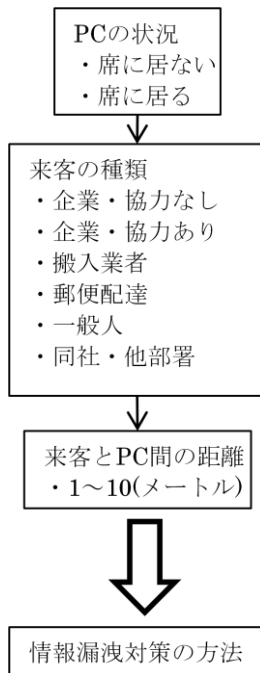 PCの状況
・席に居ない
・席に居る
来客の種類
・企業・協力なし
・企業・協力あり
・搬入業者
・郵便配達
・一般人
・同社・他部署
来客とPC間の距離
・1～10(メートル)
情報漏洩対策の方法